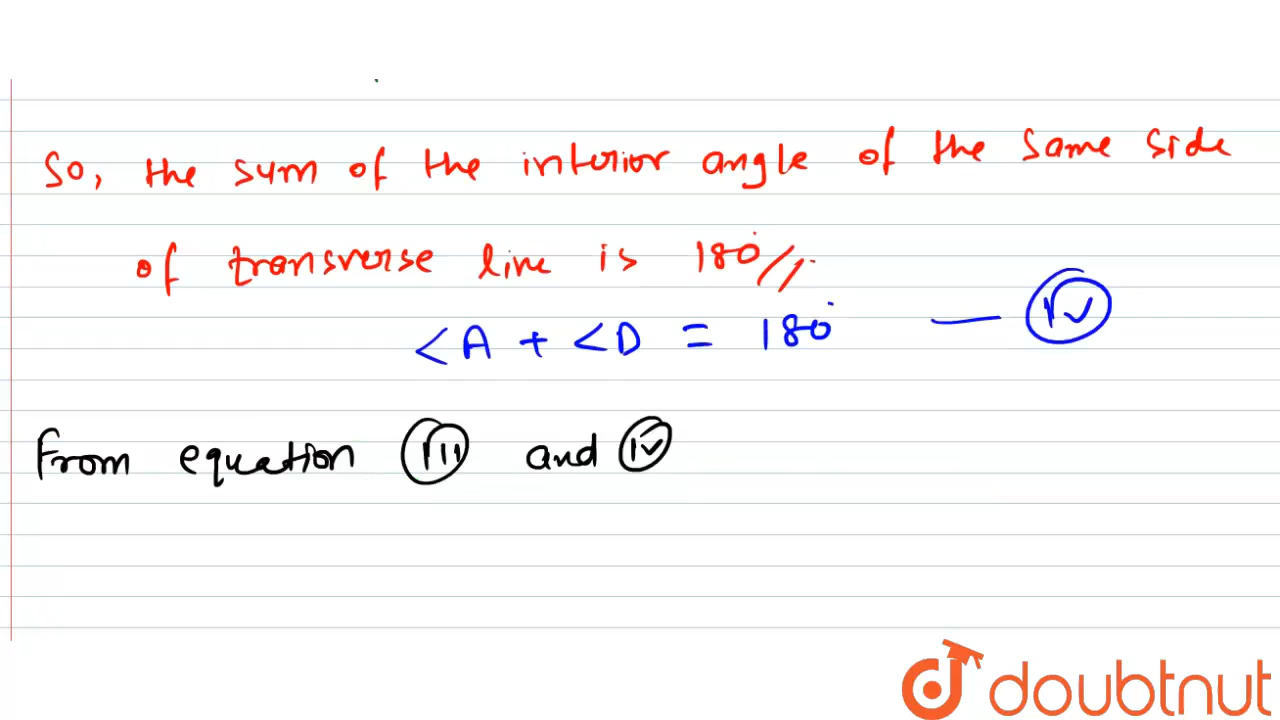 So, the sum of the interior angle of the same side
of transverse line is 180°//.
<A + <D = 180° — (iv)
From equation (iii) and (iv)
doubtnut